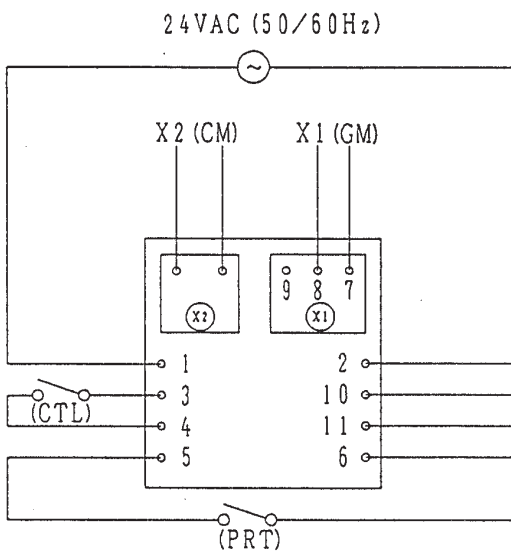 24VAC (50/60Hz)
~
X2 (CM) X1 (GM)
9 8 7
X2 X1
1 2
3 10
(CTL)
4 11
5 6
(PRT)